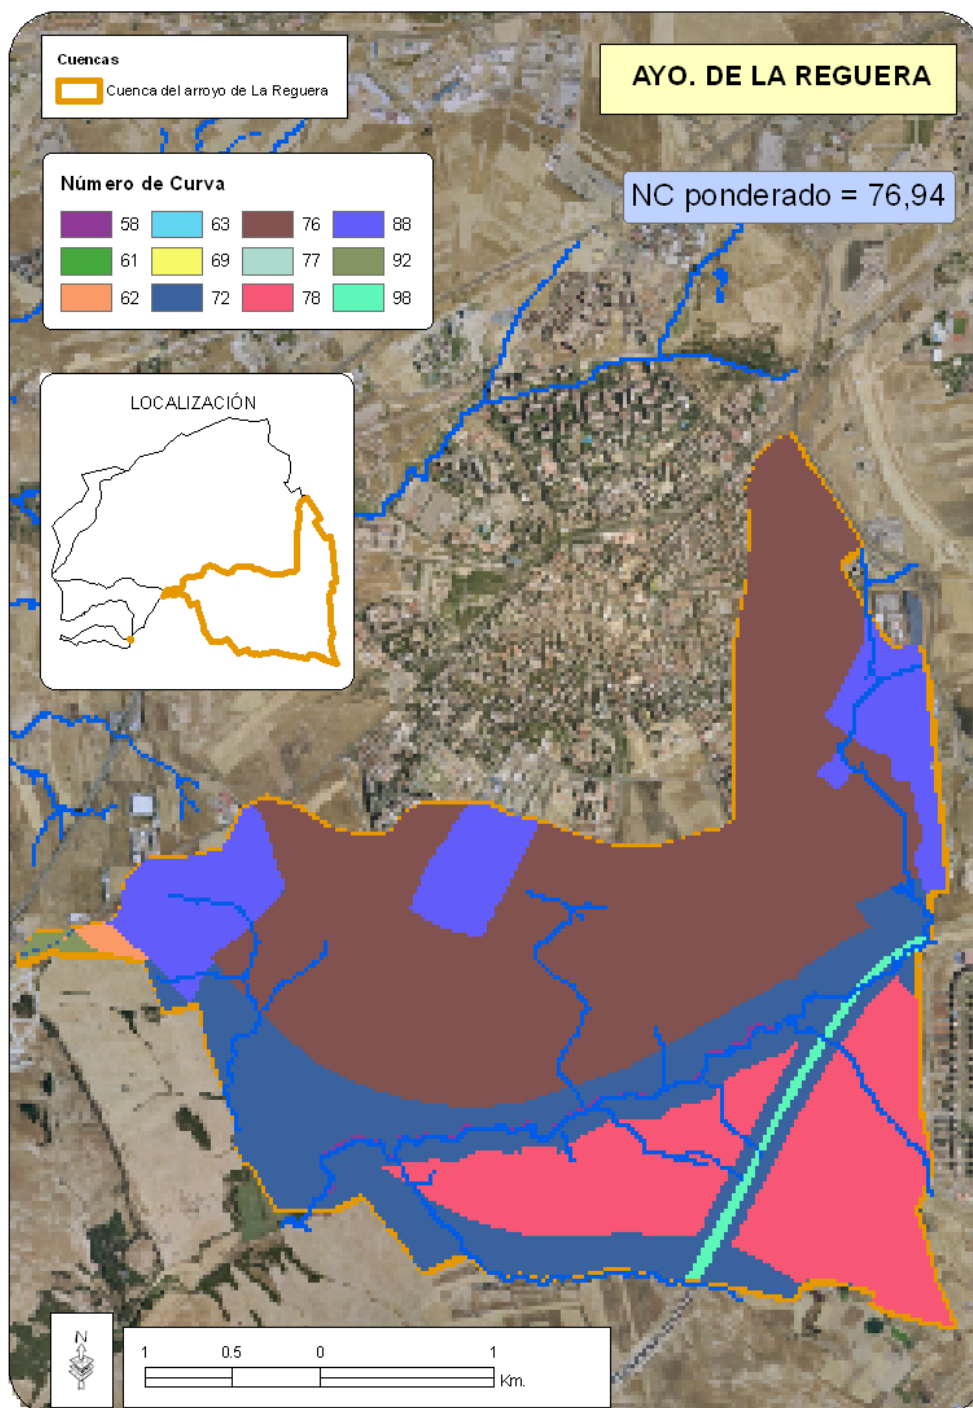 Cuencas
Cuenca del arroyo de La Reguera
AYO. DE LA REGUERA
Número de Curva
58 63 76 88
61 69 77 92
62 72 78 98
NC ponderado = 76,94
LOCALIZACIÓN
N
1 0.5 0 1
Km.